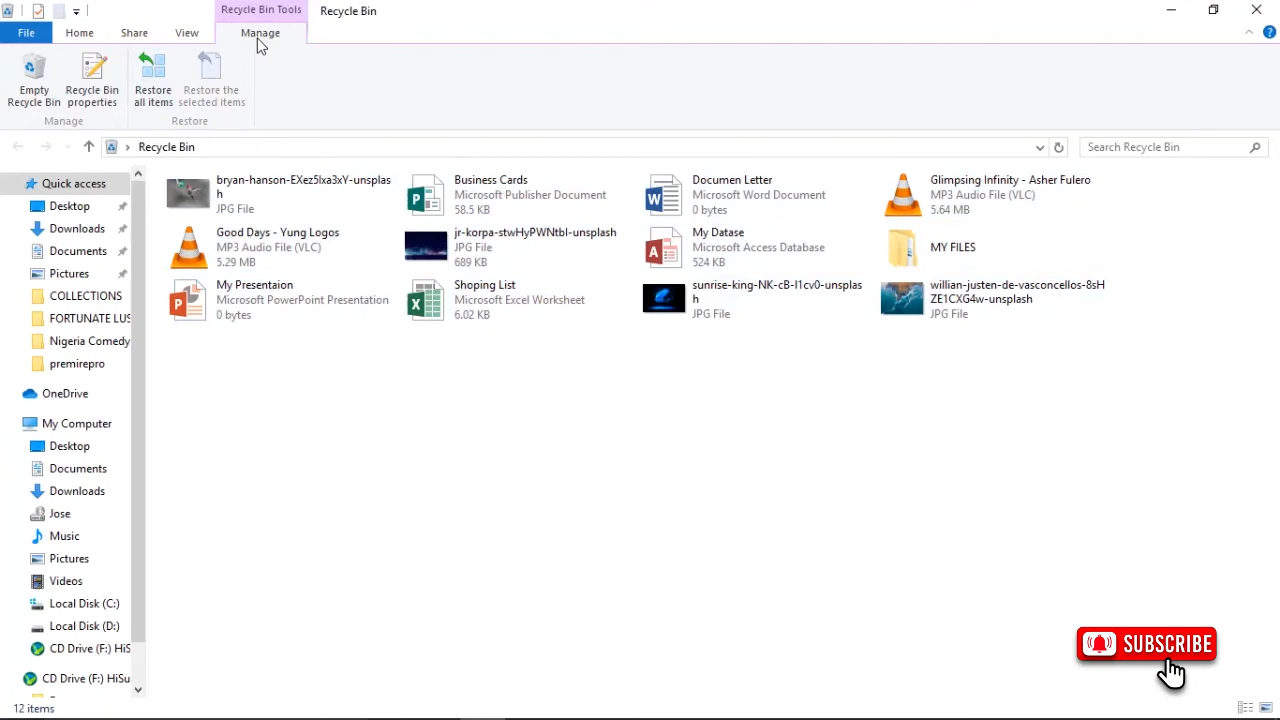 Recycle Bin Tools
Recycle Bin
File
Home
Share
View
Manage
Empty
Recycle Bin
Recycle Bin
properties
Restore
all items
Restore the
selected items
Manage
Restore
Recycle Bin
Search Recycle Bin
Quick access
Desktop
Downloads
Documents
Pictures
COLLECTIONS
FORTUNATE LUS
Nigeria Comedy
premirepro
OneDrive
My Computer
Desktop
Documents
Downloads
Jose
Music
Pictures
Videos
Local Disk (C:)
Local Disk (D:)
CD Drive (F:) HiS
CD Drive (F:) HiSu
bryan-hanson-EXez5lxa3xY-unsplas
h
JPG File
Business Cards
Microsoft Publisher Document
58.5 KB
Documen Letter
Microsoft Word Document
0 bytes
Glimpsing Infinity - Asher Fulero
MP3 Audio File (VLC)
5.64 MB
Good Days - Yung Logos
MP3 Audio File (VLC)
5.29 MB
jr-korpa-stwHyPWNtbI-unsplash
JPG File
689 KB
My Datase
Microsoft Access Database
524 KB
MY FILES
My Presentaion
Microsoft PowerPoint Presentation
0 bytes
Shoping List
Microsoft Excel Worksheet
6.02 KB
sunrise-king-NK-cB-l1cv0-unsplas
h
JPG File
willian-justen-de-vasconcellos-8sH
ZE1CXG4w-unsplash
JPG File
SUBSCRIBE
12 items